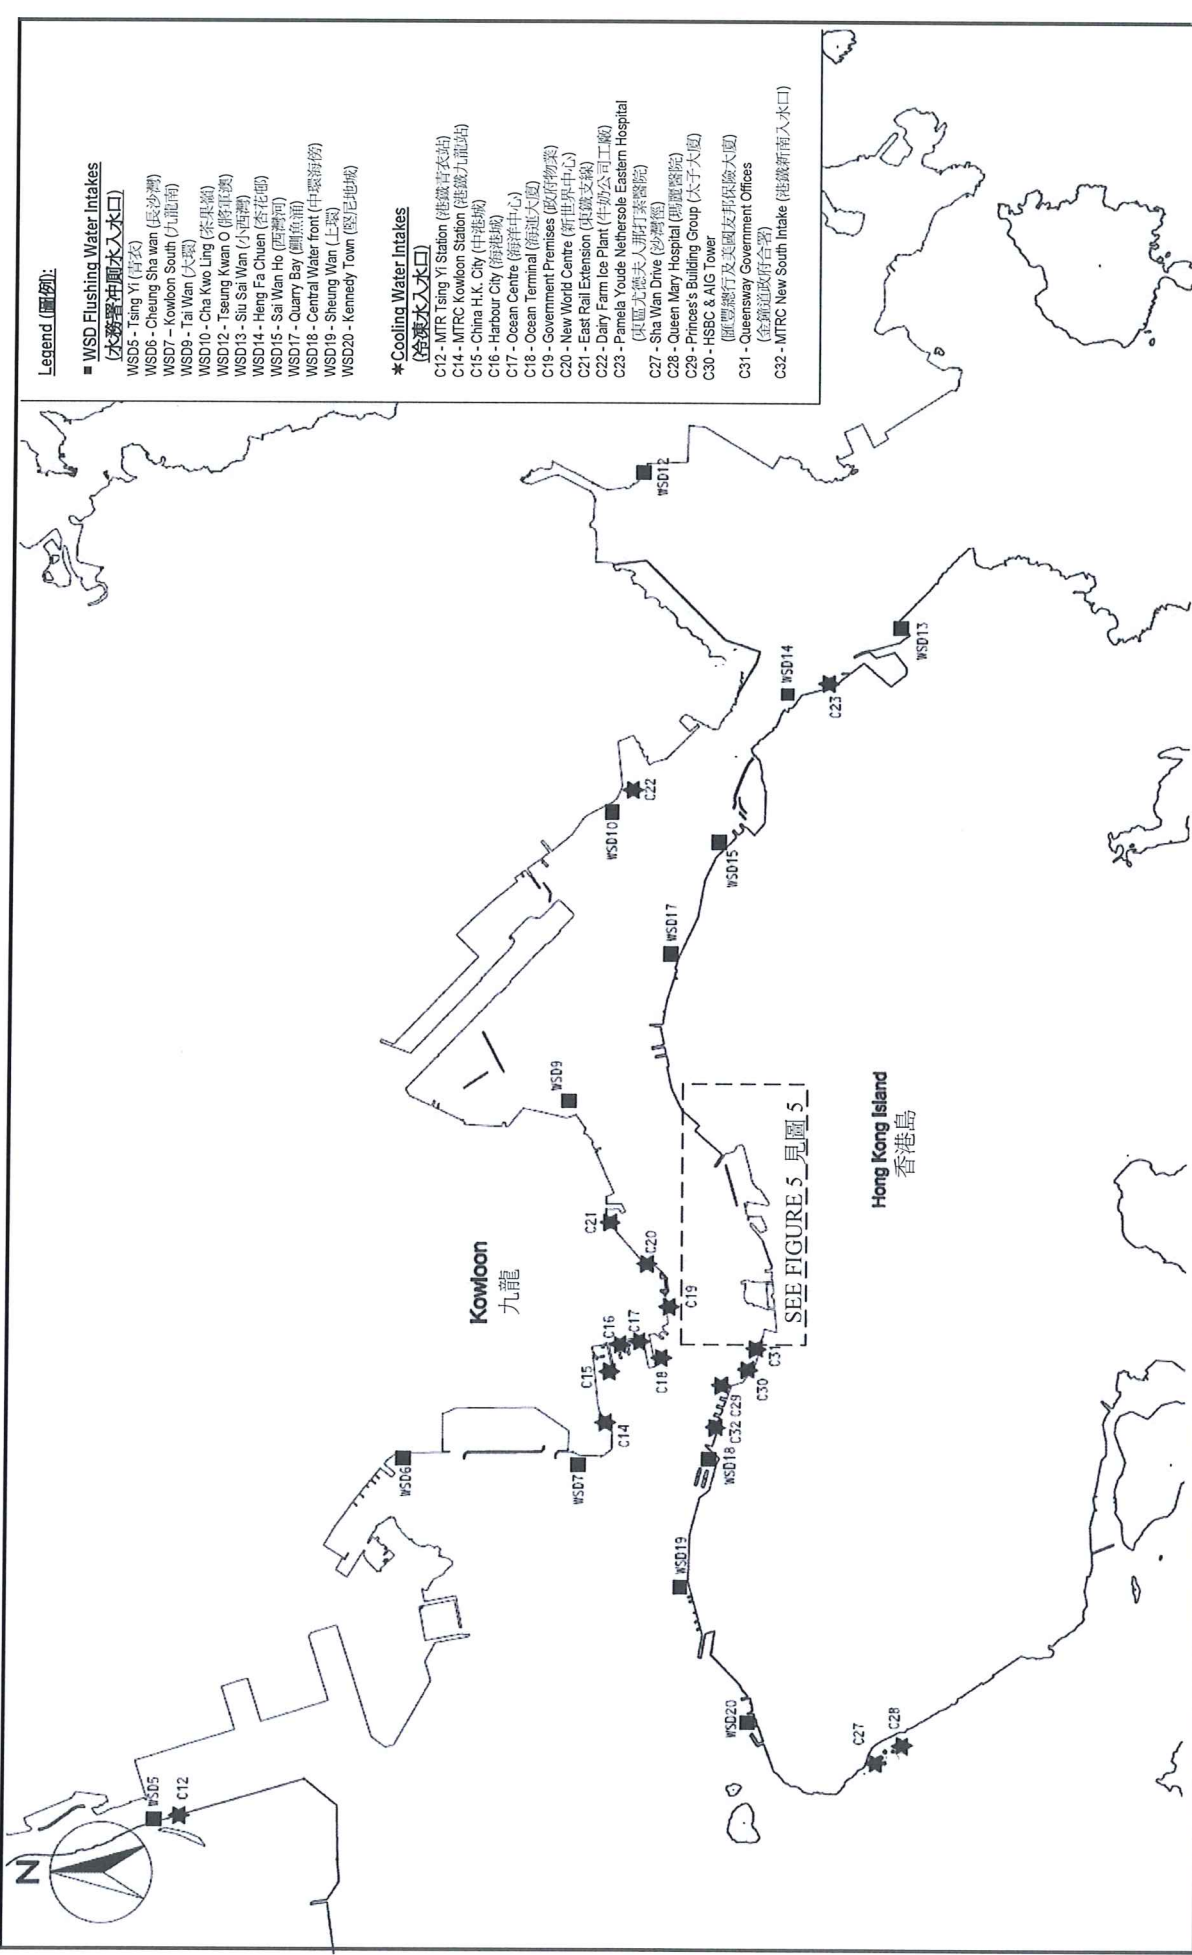 Legend (圖例):
■ WSD Flushing Water Intakes
(水務署冲厠水入水口)
WSD5 - Tsing Yi (青衣)
WSD6 - Cheung Sha wan (長沙灣)
WSD7 – Kowloon South (九龍南)
WSD9 - Tai Wan (大環)
WSD10 - Cha Kwo Ling (茶果嶺)
WSD12 - Tseung Kwan O (將軍澳)
WSD13 - Siu Sai Wan (小西灣)
WSD14 - Heng Fa Chuen (杏花邨)
WSD15 - Sai Wan Ho (西灣河)
WSD17 - Quarry Bay (鰂魚涌)
WSD18 - Central Water front (中環海傍)
WSD19 - Sheung Wan (上環)
WSD20 - Kennedy Town (堅尼地城)
★Cooling Water Intakes
(冷凍水入水口)
C12 - MTR Tsing Yi Station (港鐵青衣站)
C14 - MTRC Kowloon Station (港鐵九龍站)
C15 - China H.K. City (中港城)
C16 - Harbour City (海港城)
C17 - Ocean Centre (海洋中心)
C18 - Ocean Terminal (海運大廈)
C19 - Government Premises (政府物業)
C20 - New World Centre (新世界中心)
C21 - East Rail Extension (東鐵支線)
C22 - Dairy Farm Ice Plant (牛奶公司工廠)
C23 - Pamela Youde Nethersole Eastern Hospital
(東區尤德夫人那打素醫院)
C27 - Sha Wan Drive (沙灣徑)
C28 - Queen Mary Hospital (瑪麗醫院)
C29 - Princes's Building Group (太子大廈)
C30 - HSBC & AIG Tower
(匯豐總行及美國友邦保險大廈)
C31 - Queensway Government Offices
(金鐘道政府合署)
C32 - MTRC New South Intake (港鐵新南入水口)
N
WSD5
C12
WSD6
WSD7
C14
C15
C16
C17
C18
C19
C20
C21
Kowloon
九龍
WSD9
WSD10
C22
WSD12
WSD20
WSD19
WSD18
C32
C29
C30
C31
SEE FIGURE 5 見圖 5
WSD17
WSD15
WSD14
C23
WSD13
C27
C28
Hong Kong Island
香港島